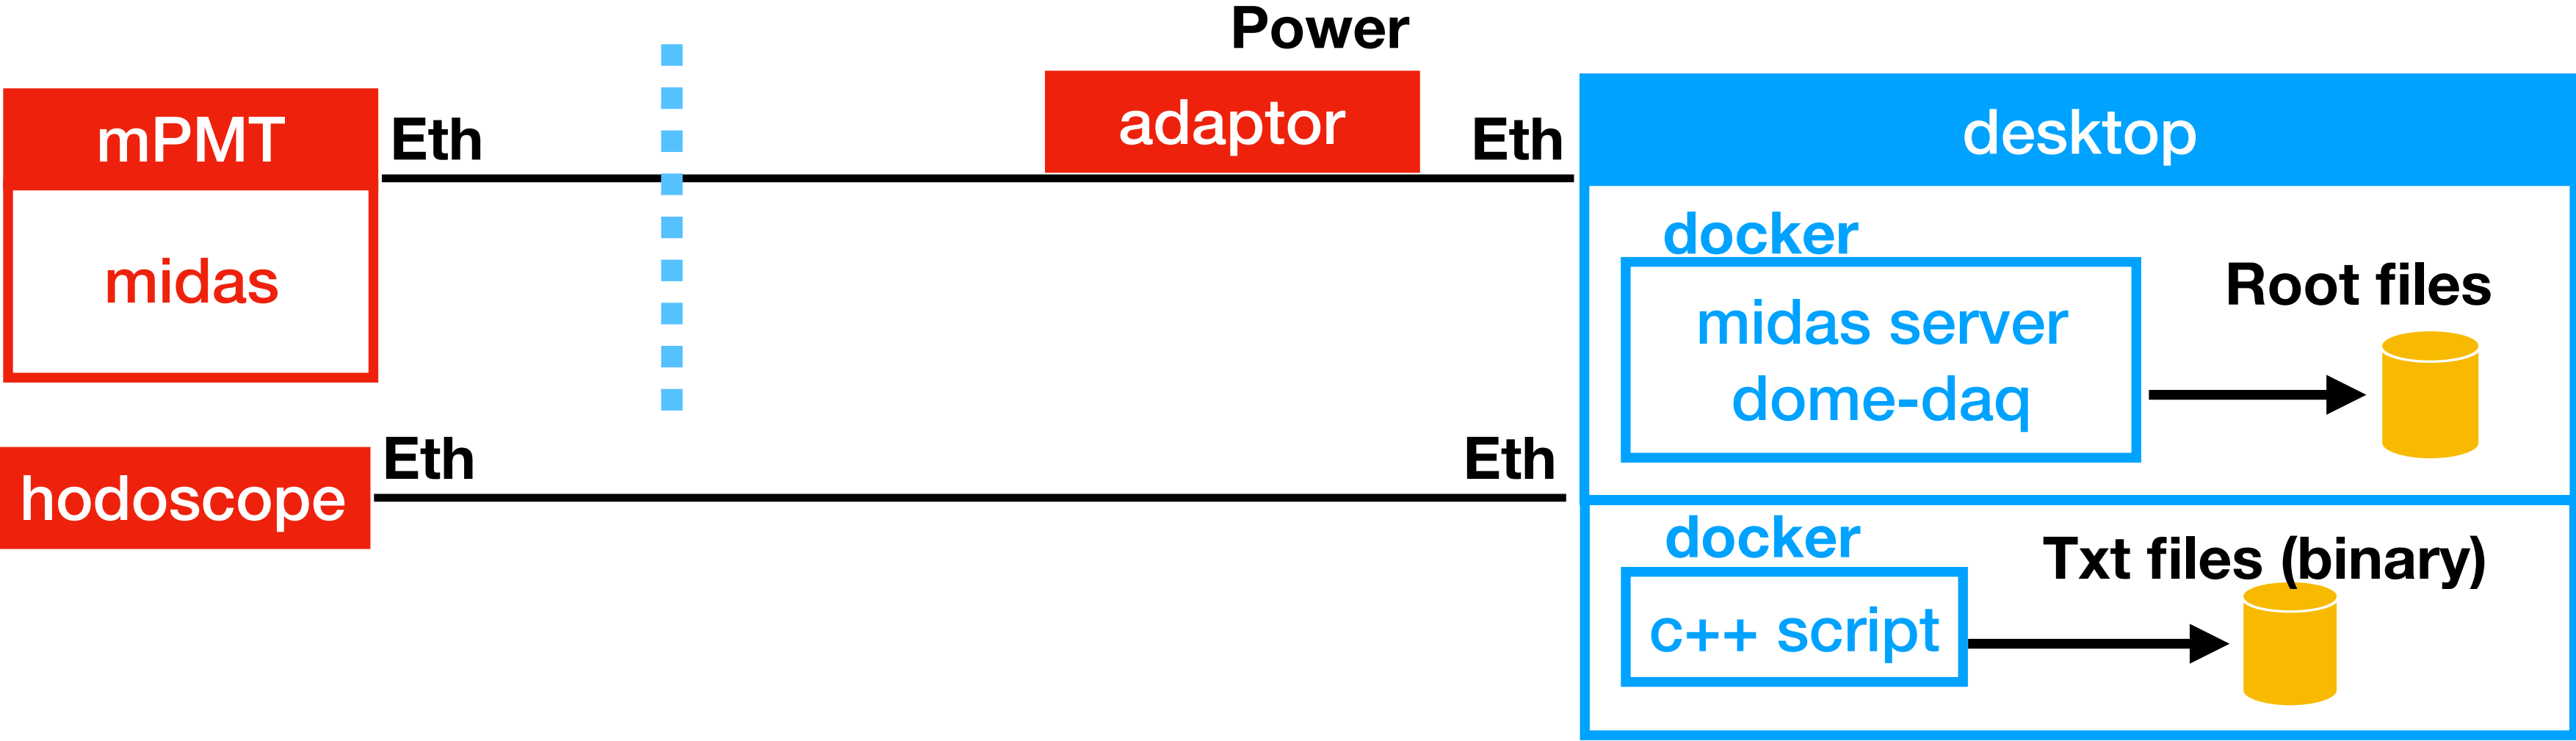 Power
mPMT
Eth
adaptor
Eth
desktop
midas
docker
midas server
dome-daq
Root files
hodoscope
Eth
Eth
docker
c++ script
Txt files (binary)